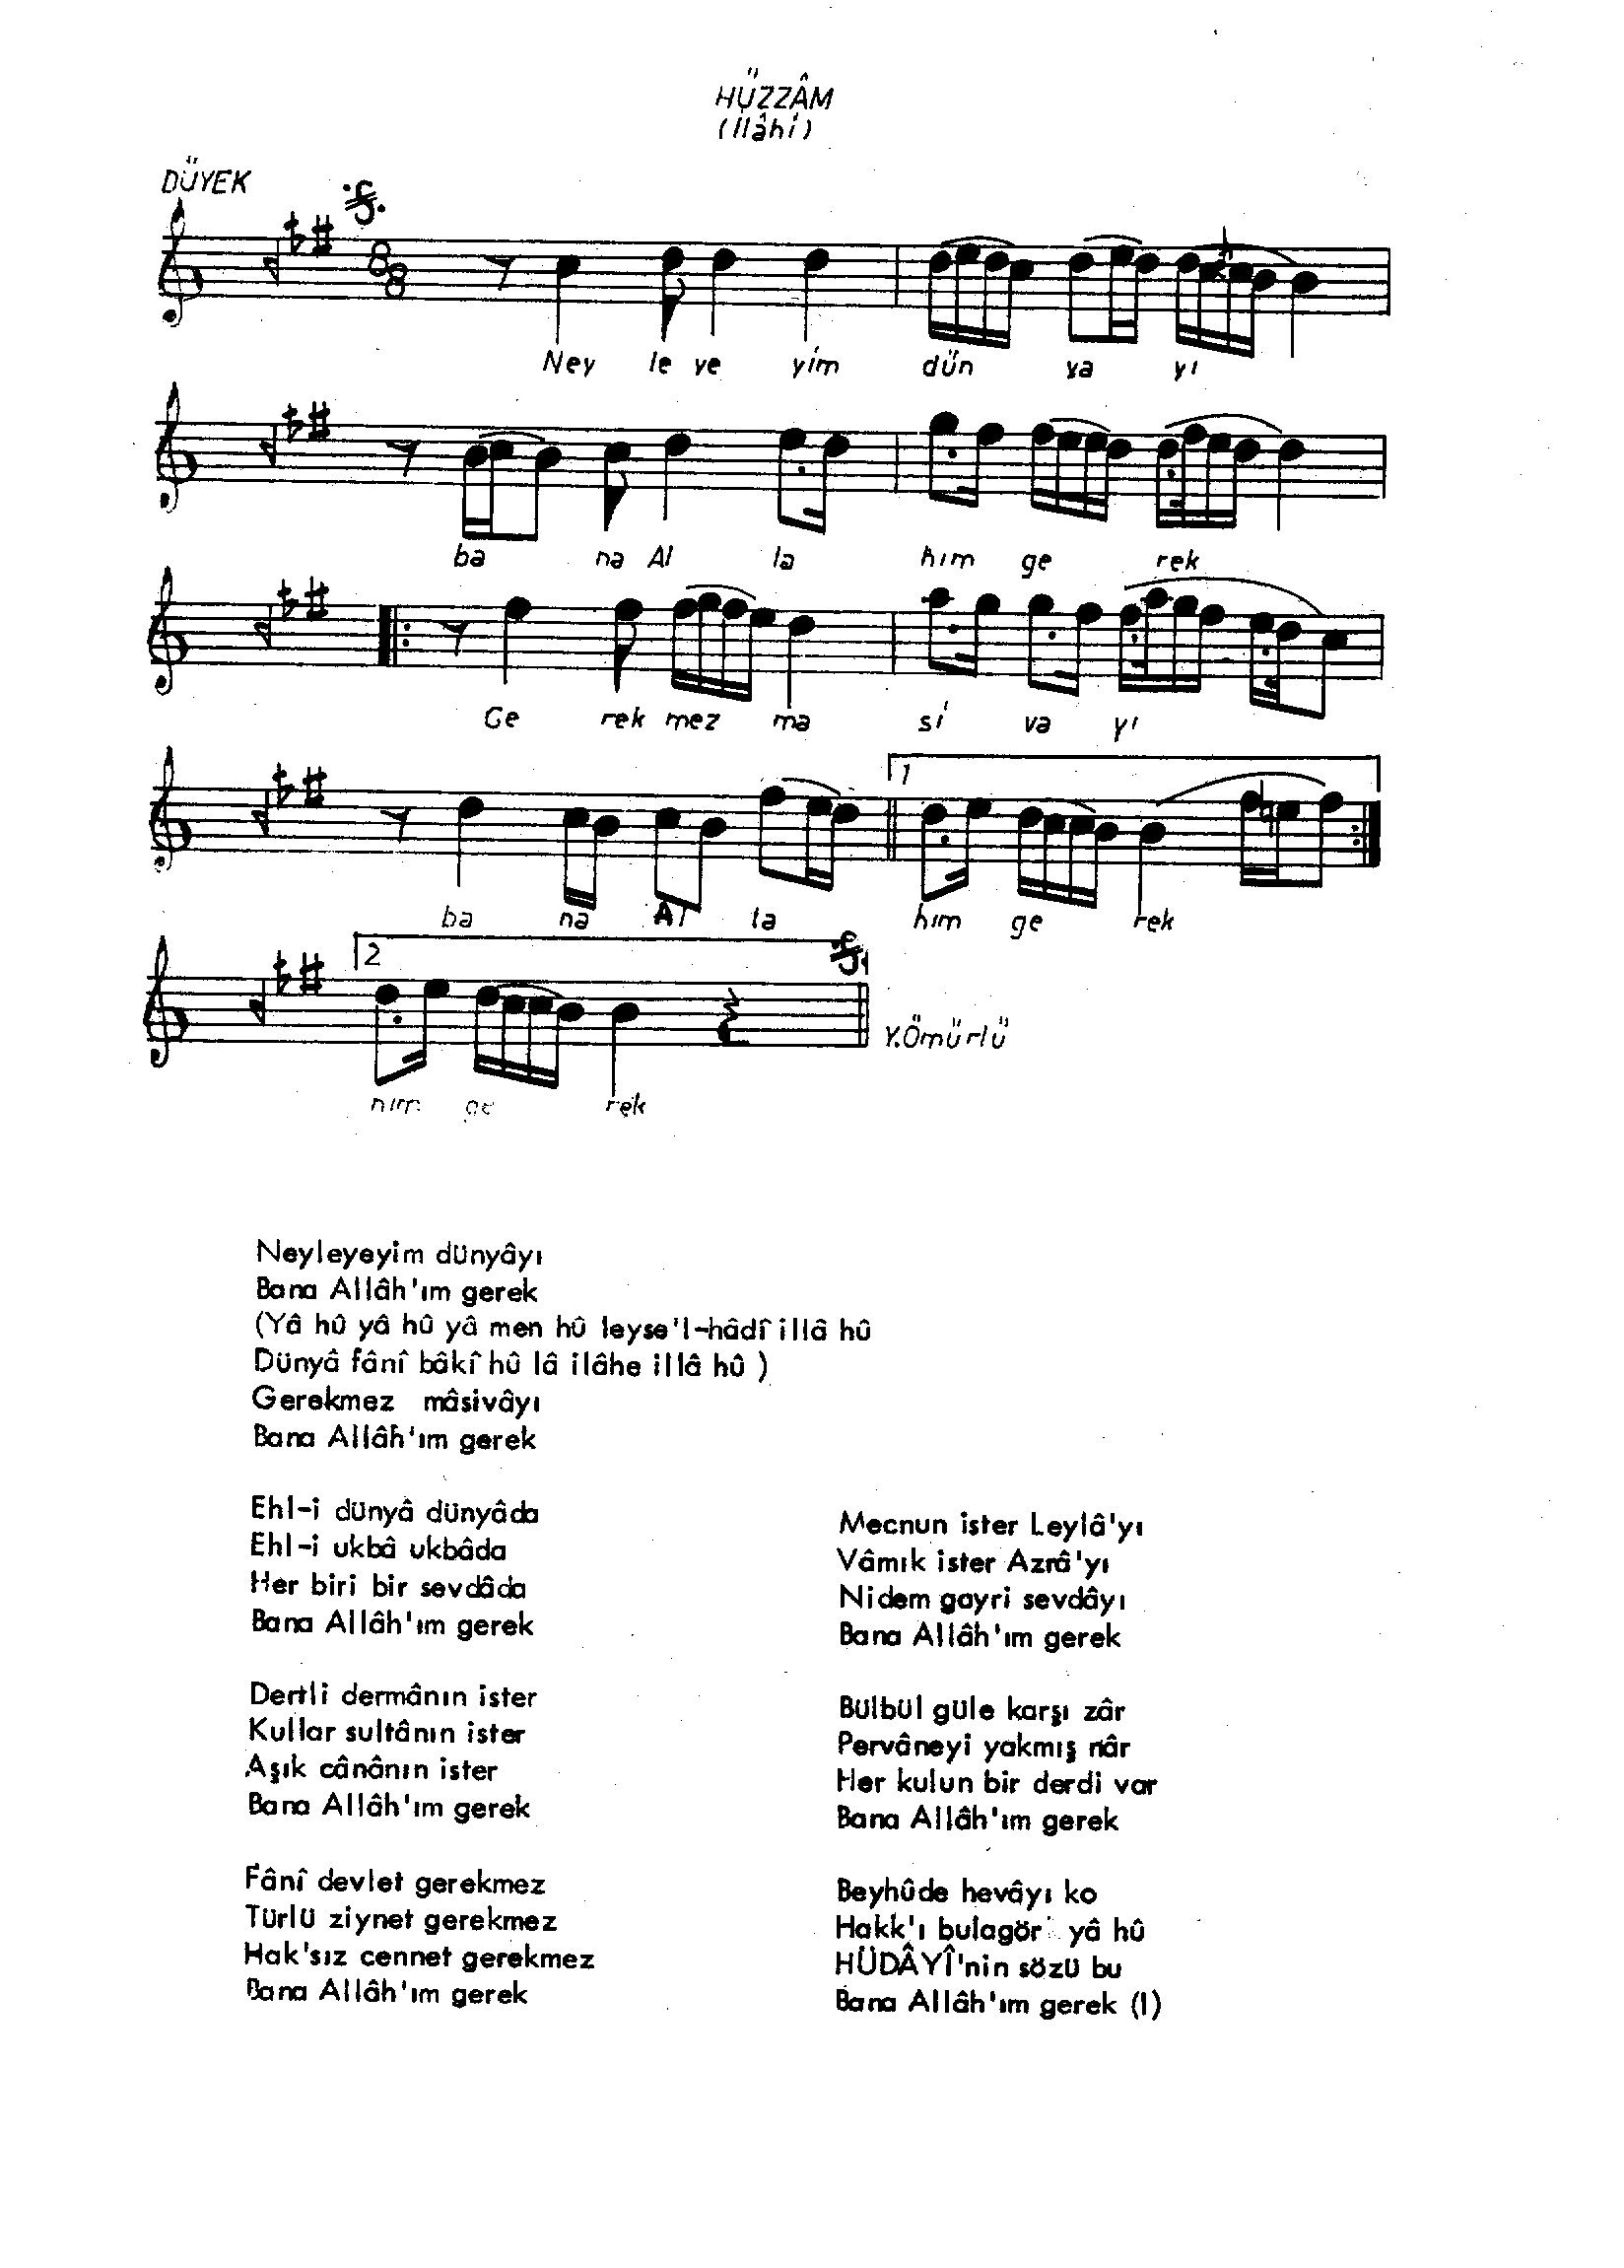 HÜZZÂM
(İlâhi)
DÜYEK
8
8
Ney le ye yim dün ya yı
ba na Al la hım ge rek
1
Ge rek mez ma si va yı
ba na Al la hım ge rek
2
hım ge rek
Y.Ömürlü
Neyleyeyim dünyâyı
Bana Allâh'ım gerek
(Yâ hû yâ hû yâ men hû leyse'l-hâdî illâ hû
Dünyâ fânî bâkî hû lâ ilâhe illâ hû )
Gerekmez mâsivâyı
Bana Allâh'ım gerek
Ehl-i dünyâ dünyâda
Ehl-i ukbâ ukbâda
Her biri bir sevdâda
Bana Allâh'ım gerek
Dertli dermânın ister
Kullar sultânın ister
Aşık cânânın ister
Bana Allâh'ım gerek
Fânî devlet gerekmez
Türlü ziynet gerekmez
Hak'sız cennet gerekmez
Bana Allâh'ım gerek
Mecnun ister Leylâ'yı
Vâmık ister Azrâ'yı
Nidem gayri sevdâyı
Bana Allâh'ım gerek
Bülbül güle karşı zâr
Pervâneyi yakmış nâr
Her kulun bir derdi var
Bana Allâh'ım gerek
Beyhûde hevâyı ko
Hakk'ı bulagör yâ hû
HÜDÂYÎ'nin sözü bu
Bana Allâh'ım gerek (1)